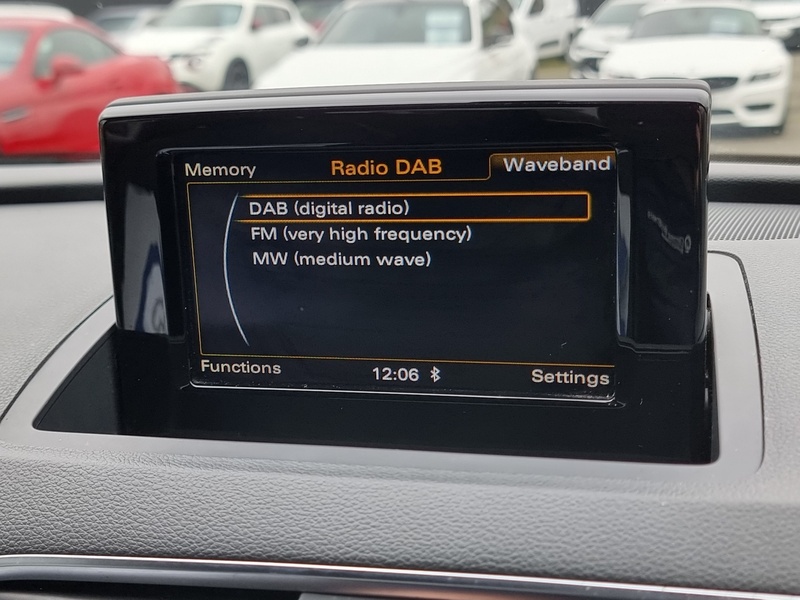 Memory Radio DAB Waveband
DAB (digital radio)
FM (very high frequency)
MW (medium wave)
Functions 12:06 Settings